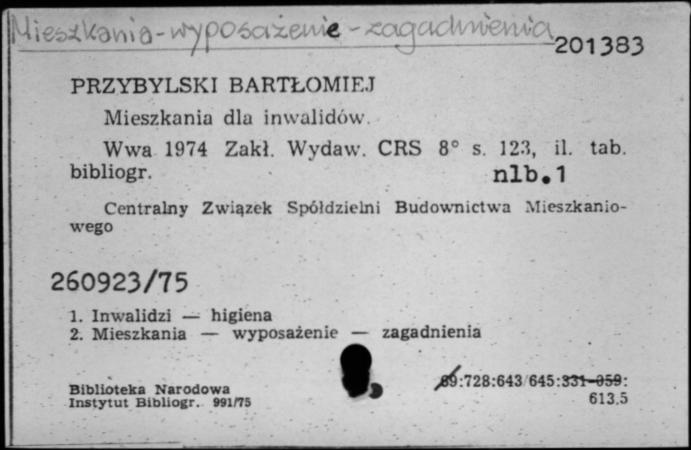 Mieszkania-wyposażenie-zagadnienia
201383
PRZYBYLSKI BARTŁOMIEJ
Mieszkania dla inwalidów.
Wwa 1974 Zakł. Wydaw. CRS 8° s. 123, il. tab.
bibliogr.
nlb.1
Centralny Związek Spółdzielni Budownictwa Mieszkanio-
wego
260923/75
1. Inwalidzi — higiena
2. Mieszkania — wyposażenie — zagadnienia
Biblioteka Narodowa
Instytut Bibliogr. 991/75
69:728:643/645:331-059:
613.5